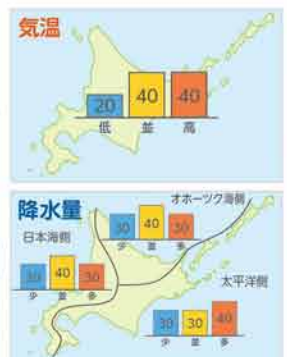 気温
20 40 40
低 並 高
降水量
オホーツク海側
30 40 30
少 並 多
日本海側
30 40 30
少 並 多
太平洋側
30 30 40
少 並 多